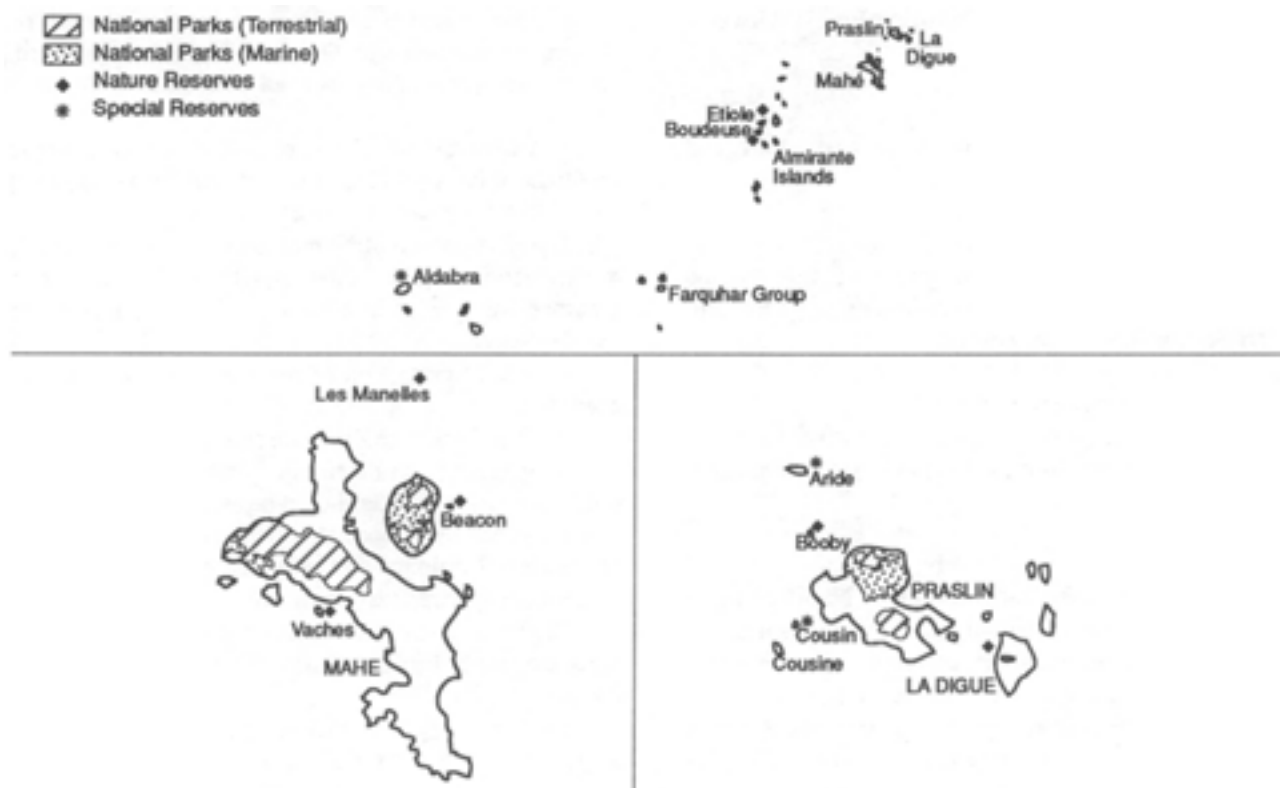 National Parks (Terrestrial)
National Parks (Marine)
Nature Reserves
Special Reserves
Praslin
La
Digue
Mahé
Etiole
Boudeuse
Almirante
Islands
Aldabra
Farquhar Group
Les Manelles
Beacon
Vaches
MAHE
Aride
Booby
PRASLIN
Cousin
Cousine
LA DIGUE